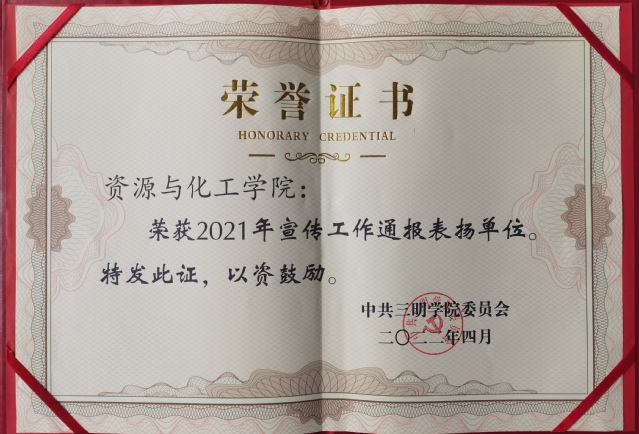 荣誉证书
HONORARY CREDENTIAL
资源与化工学院：
荣获2021年宣传工作通报表扬单位。
特发此证，以资鼓励。
中共三明学院委员会
二〇二二年四月